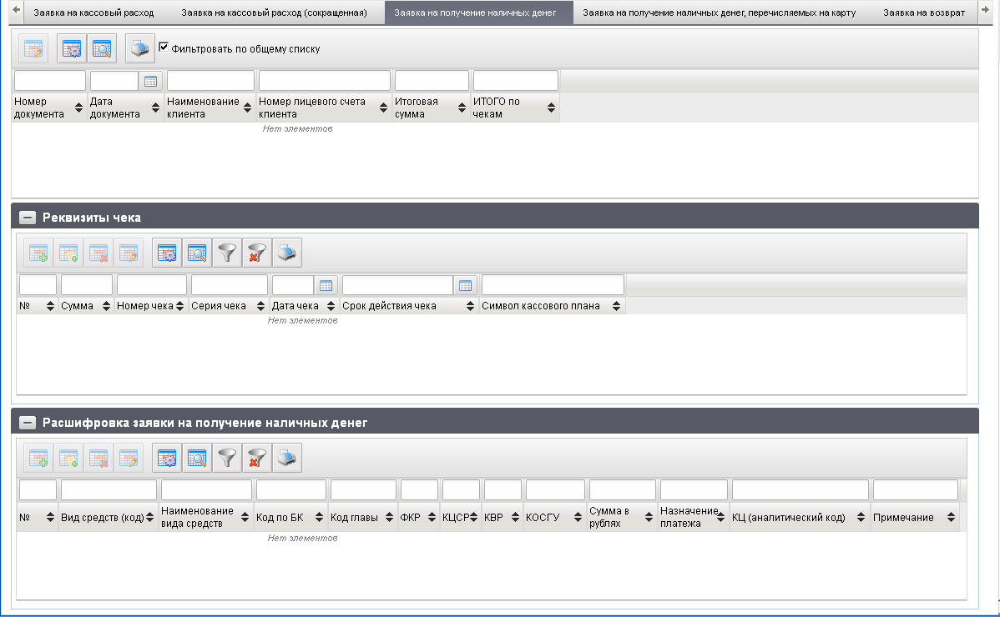 Заявка на кассовый расход Заявка на кассовый расход (сокращенная) Заявка на получение наличных денег Заявка на получение наличных денег, перечисляемых на карту Заявка на возврат
Фильтровать по общему списку
Номер документа Дата документа Наименование клиента Номер лицевого счета клиента Итоговая сумма ИТОГО по чекам
Нет элементов
Реквизиты чека
№ Сумма Номер чека Серия чека Дата чека Срок действия чека Символ кассового плана
Нет элементов
Расшифровка заявки на получение наличных денег
№ Вид средств (код) Наименование вида средств Код по БК Код главы ФКР КЦСР КВР КОСГУ Сумма в рублях Назначение платежа КЦ (аналитический код) Примечание
Нет элементов